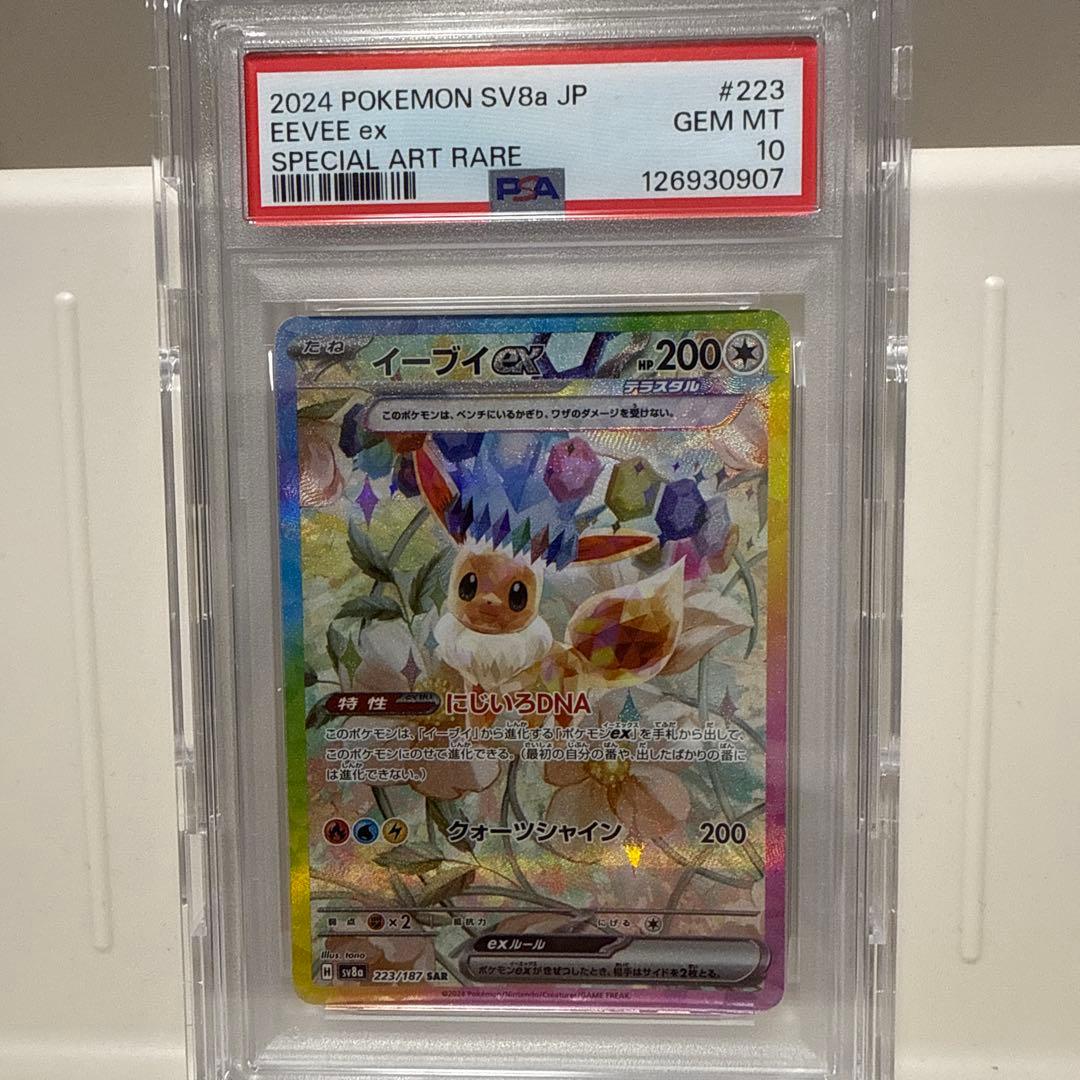 2024 POKEMON SV8a JP #223
EEVEE ex GEM MT
SPECIAL ART RARE 10
PSA 126930907
たね イーブイex HP 200
テラスタル
このポケモンは、ベンチにいるかぎり、ワザのダメージを受けない。
特性 にじいろDNA
このポケモンは、「イーブイ」から進化する「ポケモンex」を手札から出して、
このポケモンにのせて進化できる。（最初の自分の番や、出したばかりの番に
は進化できない。）
クォーツシャイン 200
弱点 ×2 抵抗力 にげる
exルール
ポケモンexがきぜつしたとき、相手はサイドを2枚とる。
Illus. tono
H sv8a 223/187 SAR
©2024 Pokémon/Nintendo/Creatures/GAME FREAK.